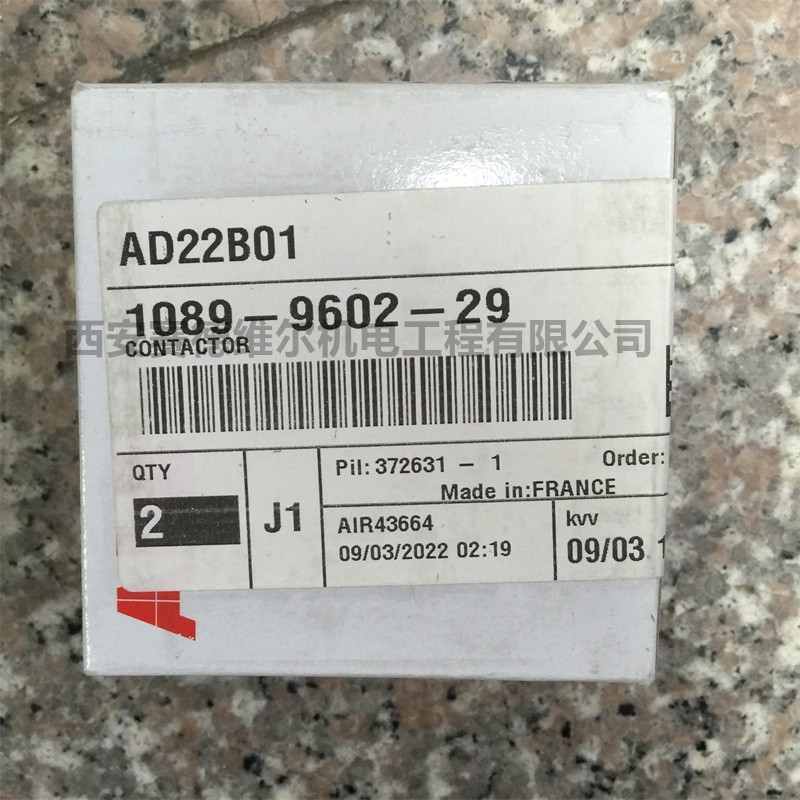 AD22B01
1089-9602-29
西安 维尔机电工程有限公司
CONTACTOR
QTY
2
J1
Pil: 372631 - 1
Order:
Made in: FRANCE
AIR43664
09/03/2022 02:19
kvv
09/03 1